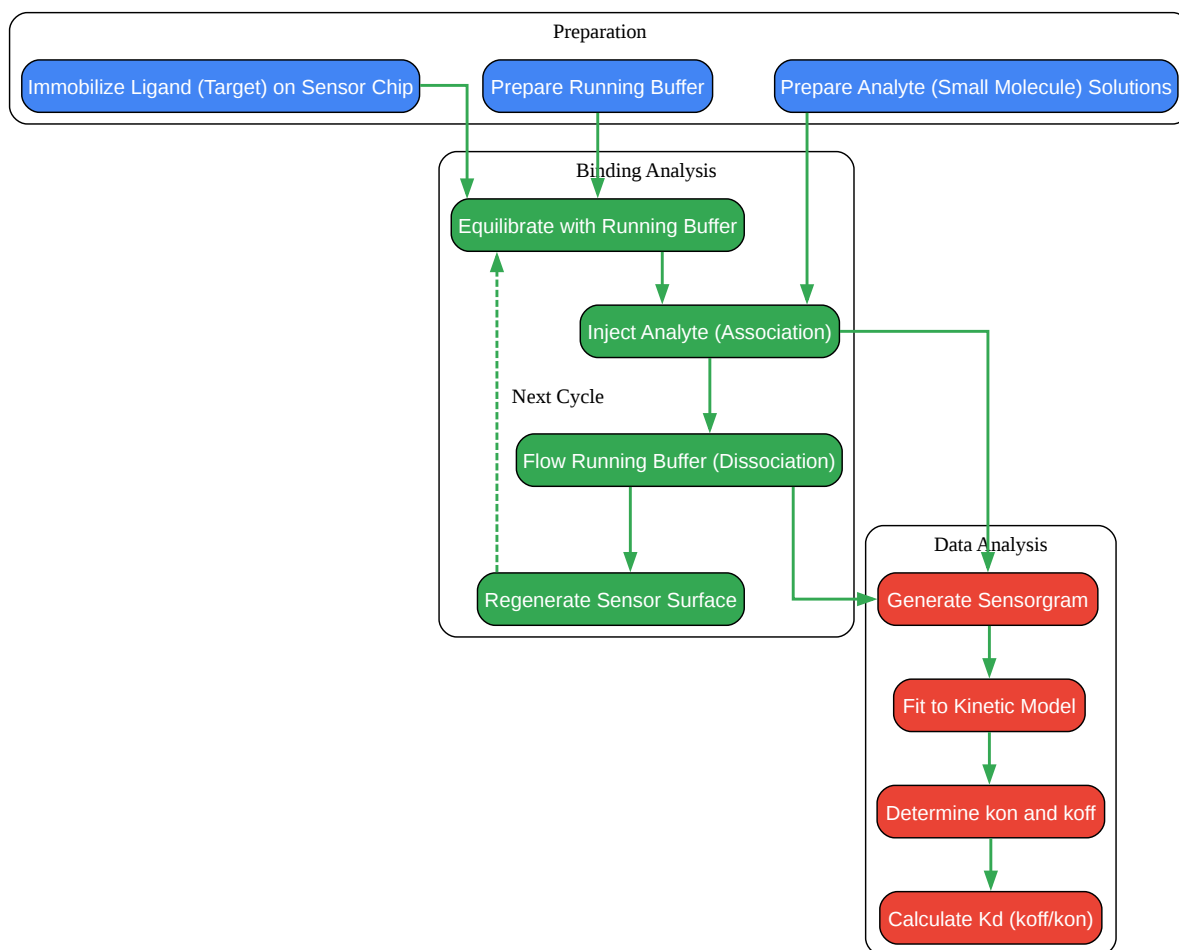 Preparation
Immobilize Ligand (Target) on Sensor Chip
Prepare Running Buffer
Prepare Analyte (Small Molecule) Solutions
Binding Analysis
Equilibrate with Running Buffer
Inject Analyte (Association)
Next Cycle
Flow Running Buffer (Dissociation)
Regenerate Sensor Surface
Data Analysis
Generate Sensorgram
Fit to Kinetic Model
Determine kon and koff
Calculate Kd (koff/kon)